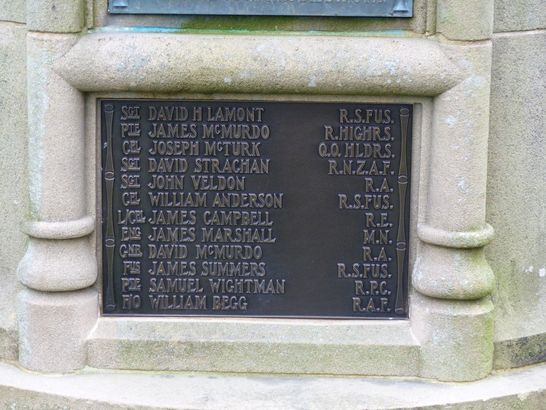 SGT DAVID H LAMONT R.S.FUS.
PTE JAMES McMURDO R.HIGHRS.
CPL JOSEPH McTURK Q.O.HLDRS.
SGT DAVID STRACHAN R.N.Z.A.F.
SGT JOHN VELDON R.A.
CPL WILLIAM ANDERSON R.S.FUS.
L/CPL JAMES CAMPBELL R.E.
ENG JAMES MARSHALL M.N.
GNR DAVID McMURDO R.A.
FUS JAMES SUMMERS R.S.FUS.
PTE SAMUEL WIGHTMAN R.P.C.
F/O WILLIAM BEGG R.A.F.